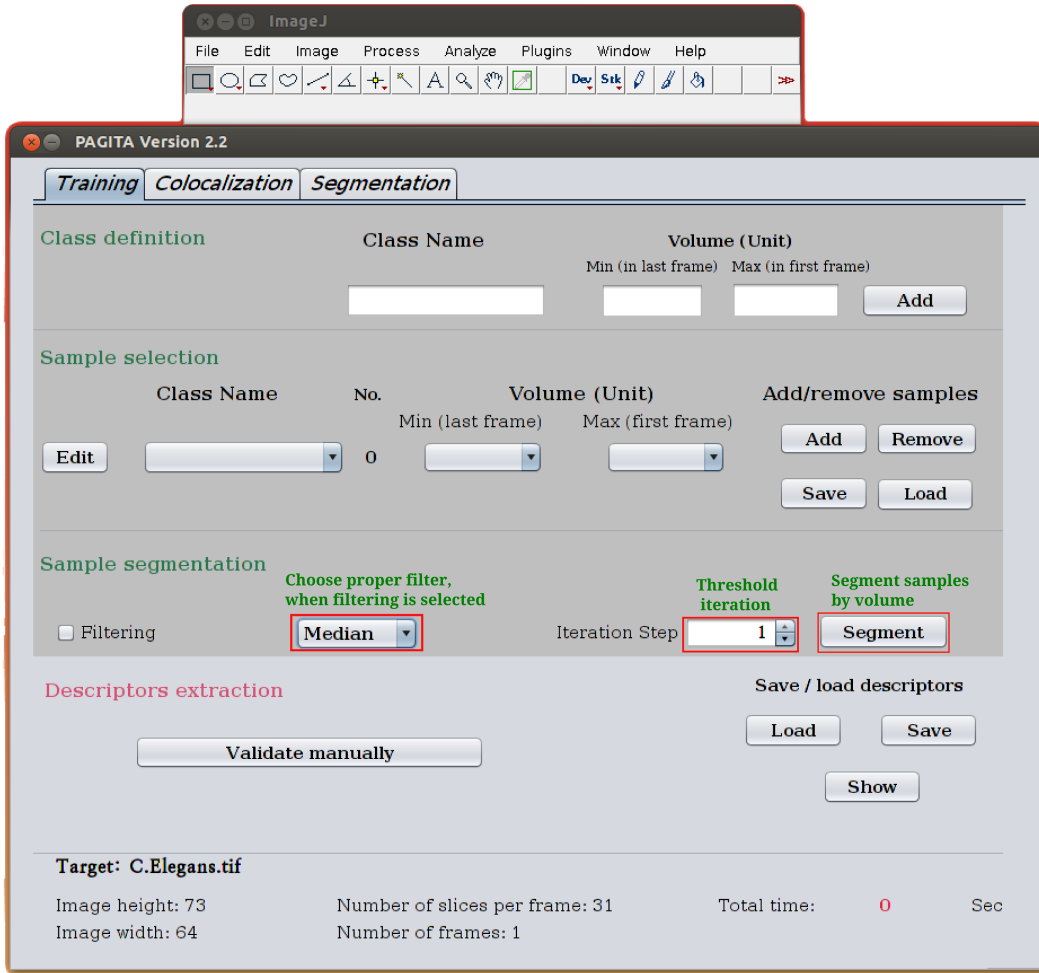 ImageJ
File Edit Image Process Analyze Plugins Window Help
A Dev Stk
PAGITA Version 2.2
Training Colocalization Segmentation
Class definition Class Name Volume (Unit)
Min (in last frame) Max (in first frame)
Add
Sample selection
Class Name No. Volume (Unit) Add/remove samples
Min (last frame) Max (first frame)
Add Remove
Edit 0
Save Load
Sample segmentation
Choose proper filter,
when filtering is selected
Threshold
iteration
Segment samples
by volume
Filtering Median Iteration Step 1 Segment
Descriptors extraction Save / load descriptors
Load Save
Validate manually
Show
Target: C.Elegans.tif
Image height: 73 Number of slices per frame: 31 Total time: 0 Sec
Image width: 64 Number of frames: 1